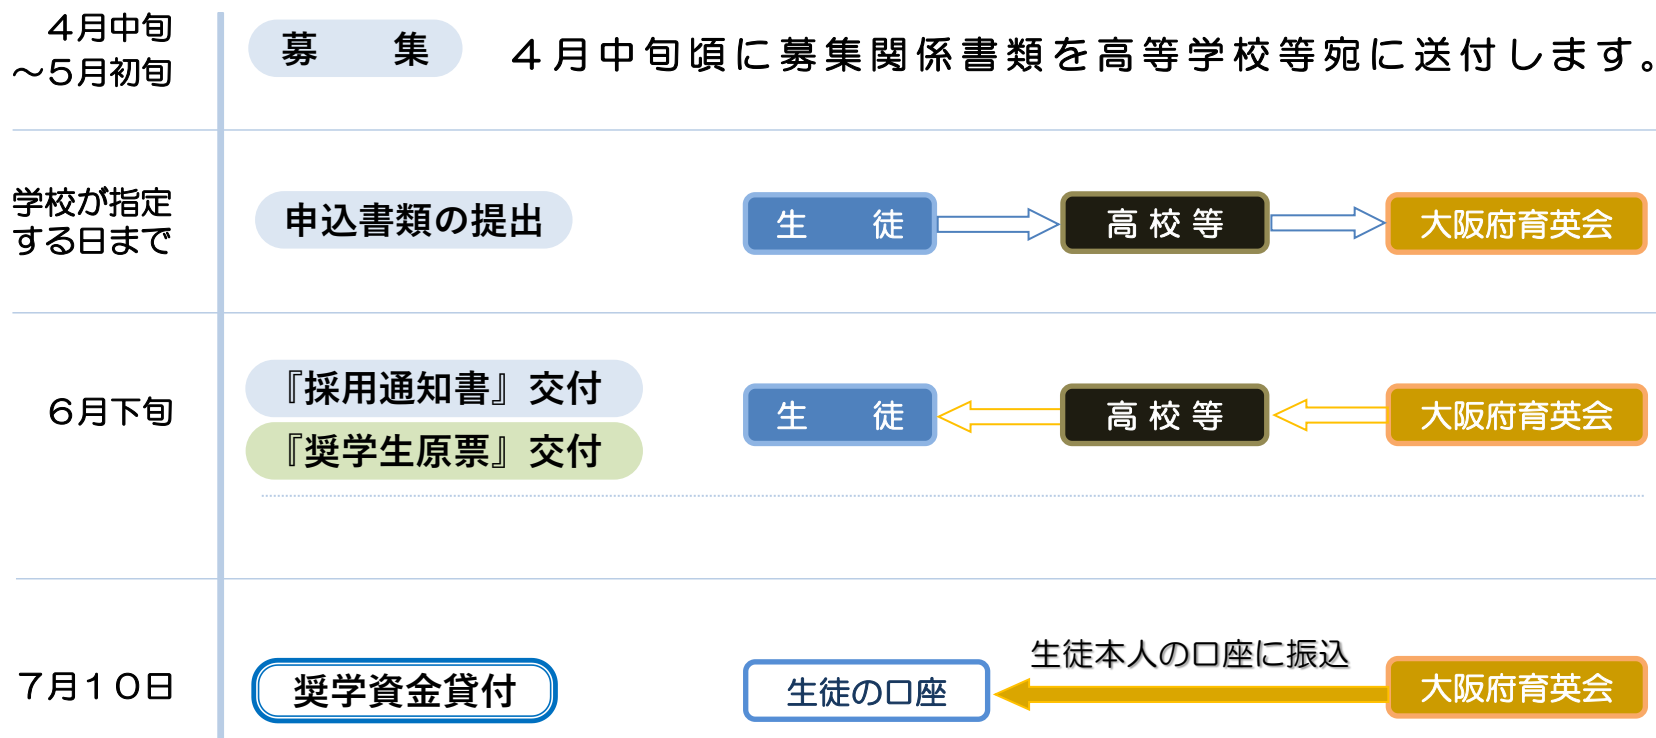 ４月中旬
～５月初旬
募　　集
４月中旬頃に募集関係書類を高等学校等宛に送付します。
学校が指定
する日まで
申込書類の提出
生　　徒
高 校 等
大阪府育英会
６月下旬
『採用通知書』交付
『奨学生原票』交付
生　　徒
高 校 等
大阪府育英会
７月１０日
奨学資金貸付
生徒の口座
生徒本人の口座に振込
大阪府育英会